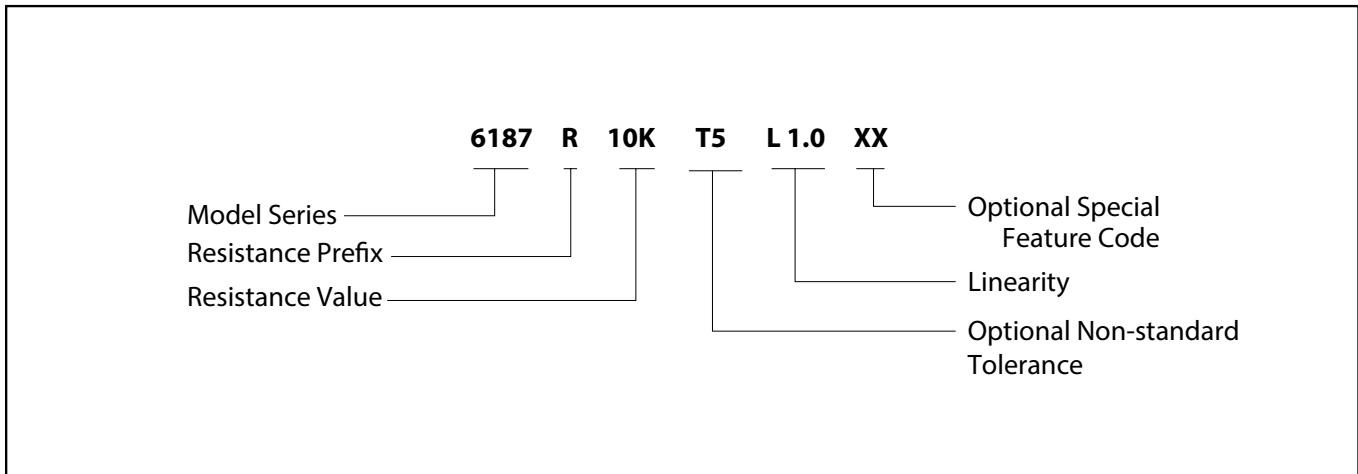 6187 R 10K T5 L 1.0 XX
Model Series
Resistance Prefix
Resistance Value
Optional Special
Feature Code
Linearity
Optional Non-standard
Tolerance